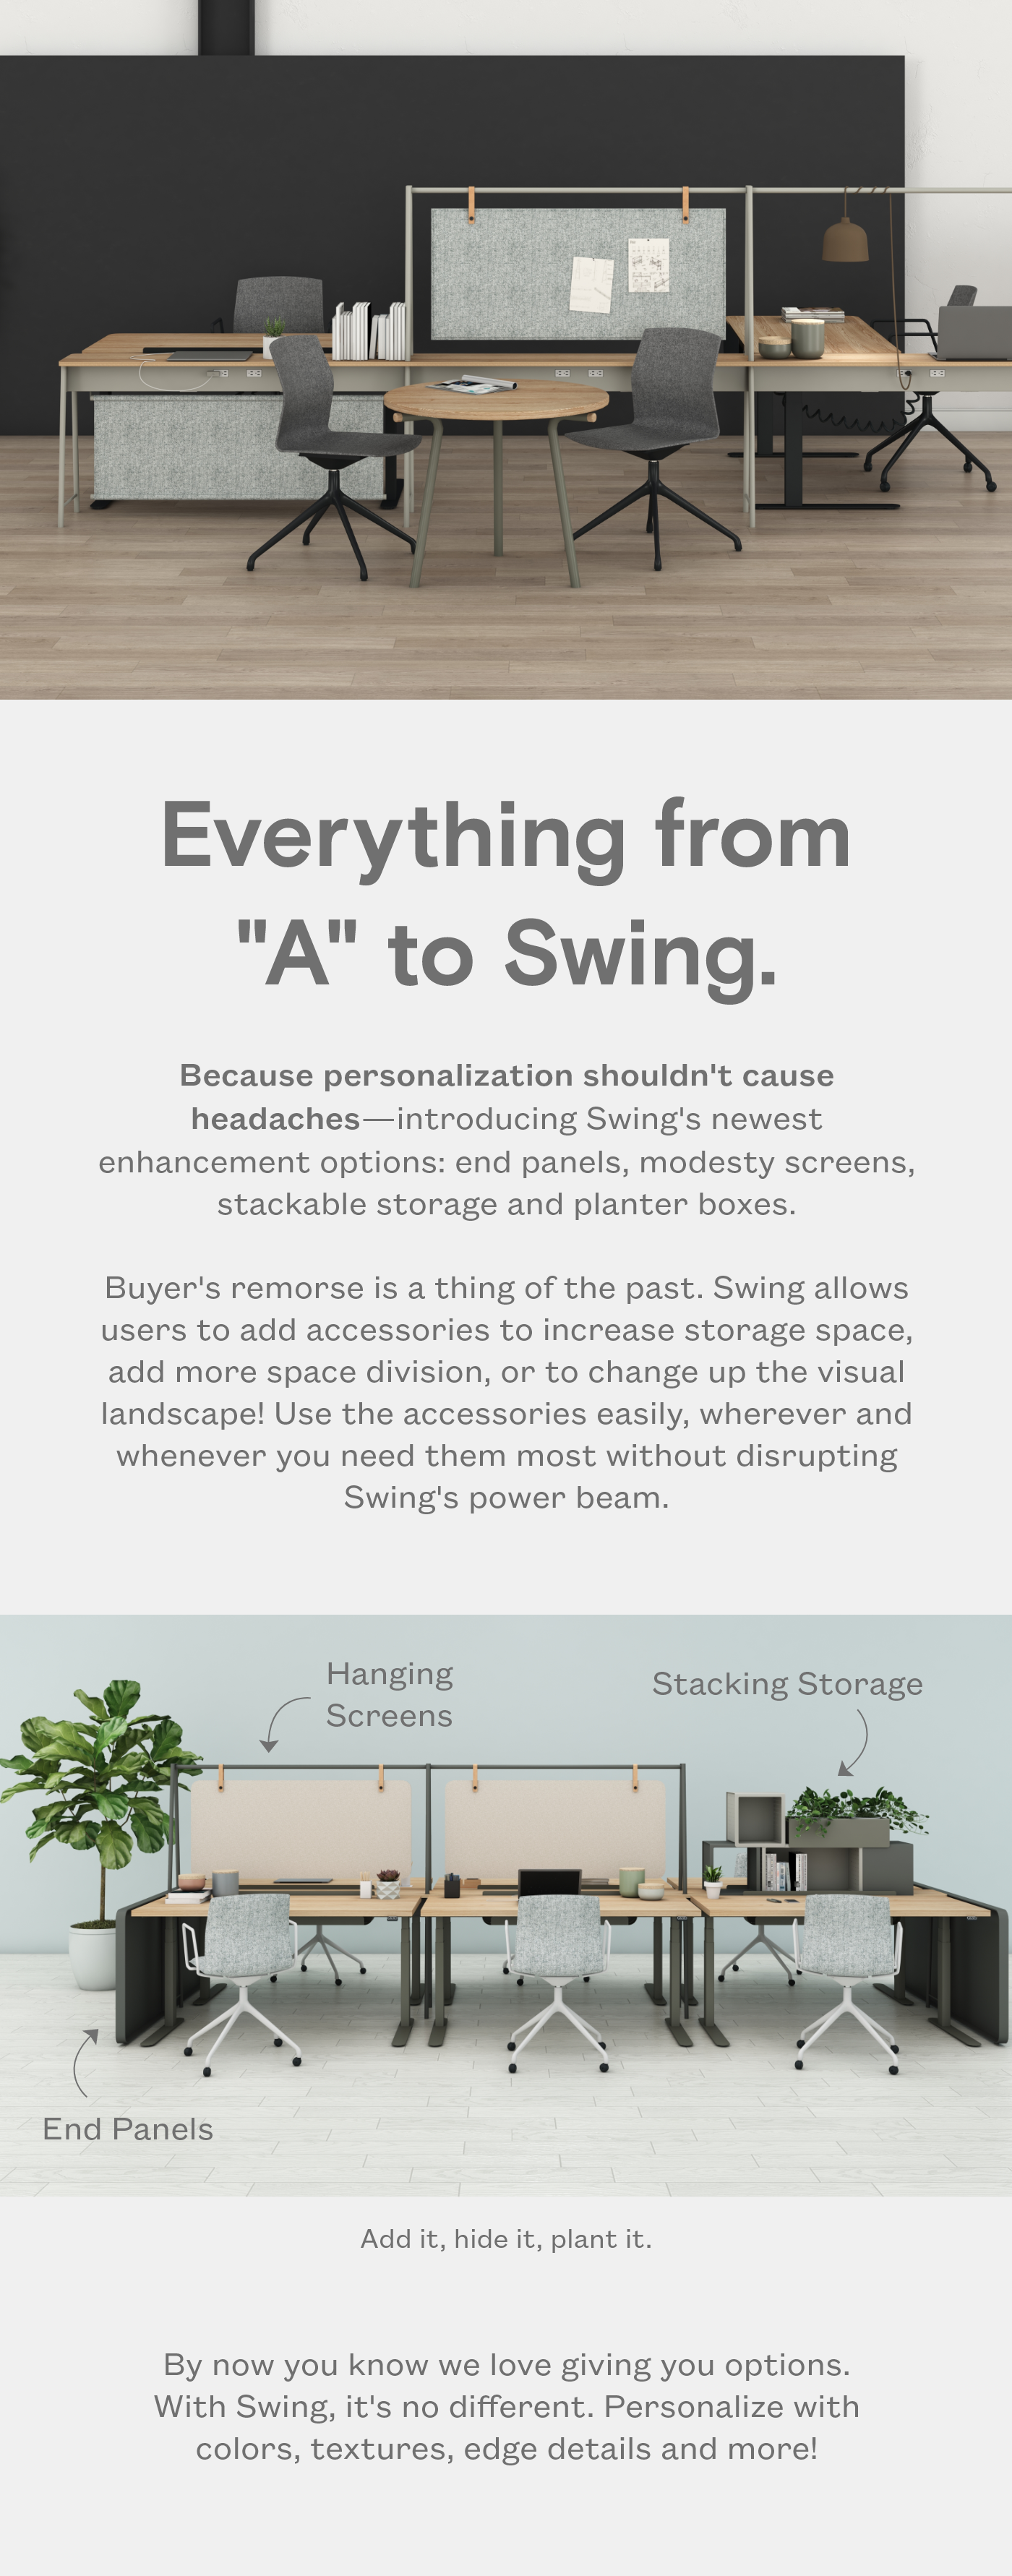 Everything from
"A" to Swing.
Because personalization shouldn't cause
headaches—introducing Swing's newest
enhancement options: end panels, modesty screens,
stackable storage and planter boxes.
Buyer's remorse is a thing of the past. Swing allows
users to add accessories to increase storage space,
add more space division, or to change up the visual
landscape! Use the accessories easily, wherever and
whenever you need them most without disrupting
Swing's power beam.
Hanging
Screens
Stacking Storage
End Panels
Add it, hide it, plant it.
By now you know we love giving you options.
With Swing, it's no different. Personalize with
colors, textures, edge details and more!